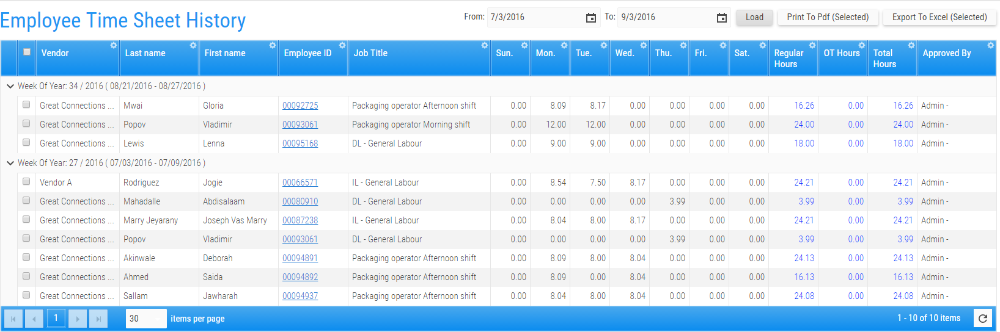 Employee Time Sheet History From: 7/3/2016 To: 9/3/2016 Load Print To Pdf (Selected) Export To Excel (Selected)
Vendor Last name First name Employee ID Job Title Sun. Mon. Tue. Wed. Thu. Fri. Sat. Regular Hours OT Hours Total Hours Approved By
Week Of Year: 34 / 2016 ( 08/21/2016 - 08/27/2016 )
Great Connections ... Mwai Gloria 00092725 Packaging operator Afternoon shift 0.00 8.09 8.17 0.00 0.00 0.00 0.00 16.26 0.00 16.26 Admin -
Great Connections ... Popov Vladimir 00093061 Packaging operator Morning shift 0.00 12.00 12.00 0.00 0.00 0.00 0.00 24.00 0.00 24.00 Admin -
Great Connections ... Lewis Lenna 00095168 DL - General Labour 0.00 9.00 9.00 0.00 0.00 0.00 0.00 18.00 0.00 18.00 Admin -
Week Of Year: 27 / 2016 ( 07/03/2016 - 07/09/2016 )
Vendor A Rodriguez Jogie 00066571 IL - General Labour 0.00 8.54 7.50 8.17 0.00 0.00 0.00 24.21 0.00 24.21 Admin -
Great Connections ... Mahadalle Abdisalaam 00080910 DL - General Labour 0.00 0.00 0.00 0.00 3.99 0.00 0.00 3.99 0.00 3.99 Admin -
Great Connections ... Marry Jeyarany Joseph Vas Marry 00087238 IL - General Labour 0.00 8.04 8.00 8.17 0.00 0.00 0.00 24.21 0.00 24.21 Admin -
Great Connections ... Popov Vladimir 00093061 DL - General Labour 0.00 0.00 0.00 0.00 3.99 0.00 0.00 3.99 0.00 3.99 Admin -
Great Connections ... Akinwale Deborah 00094891 Packaging operator Afternoon shift 0.00 8.09 8.00 8.04 0.00 0.00 0.00 24.13 0.00 24.13 Admin -
Great Connections ... Ahmed Saida 00094892 Packaging operator Afternoon shift 0.00 8.09 0.00 8.04 0.00 0.00 0.00 16.13 0.00 16.13 Admin -
Great Connections ... Sallam Jawharah 00094937 Packaging operator Afternoon shift 0.00 8.04 8.00 8.04 0.00 0.00 0.00 24.08 0.00 24.08 Admin -
1 30 items per page 1 - 10 of 10 items